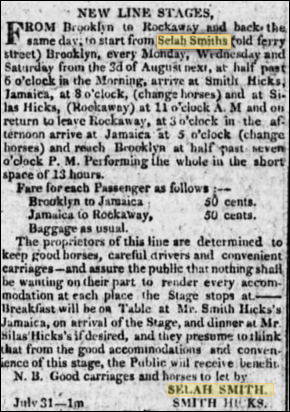 NEW LINE STAGES,
FROM Brooklyn to Rockaway and back the
same day; to start from Selah Smiths (old ferry
street) Brooklyn, every Monday, Wednesday and
Saturday from the 3d of August next, at half past
6 o'clock in the Morning, arrive at Smith Hicks,
Jamaica, at 8 o'clock, (change horses) and at Si-
las Hicks, (Rockaway) at 11 o'clock A. M and on
return to leave Rockaway, at 3 o'clock in the af-
ternoon arrive at Jamaica at 5 o'clock (change
horses) and reach Brooklyn at half past seven
o'clock P. M. Performing the whole in the short
space of 13 hours.
Fare for each Passenger as follows :—
Brooklyn to Jamaica 50 cents.
Jamaica to Rockaway, 50 cents.
Baggage as usual.
The proprietors of this line are determined to
keep good horses, careful drivers and convenient
carriages—and assure the public that nothing shall
be wanting on their part to render every accom-
modation at each place the Stage stops at.—
Breakfast will be on Table at Mr. Smith Hicks's
Jamaica, on arrival of the Stage, and dinner at Mr.
Silas Hicks's if desired, and they presume to think
that from the good accommodations and conven-
ience of this stage, the Public will receive benefit.
N. B. Good carriages and horses to let by
SELAH SMITH,
July 31—1m SMITH HICKS.